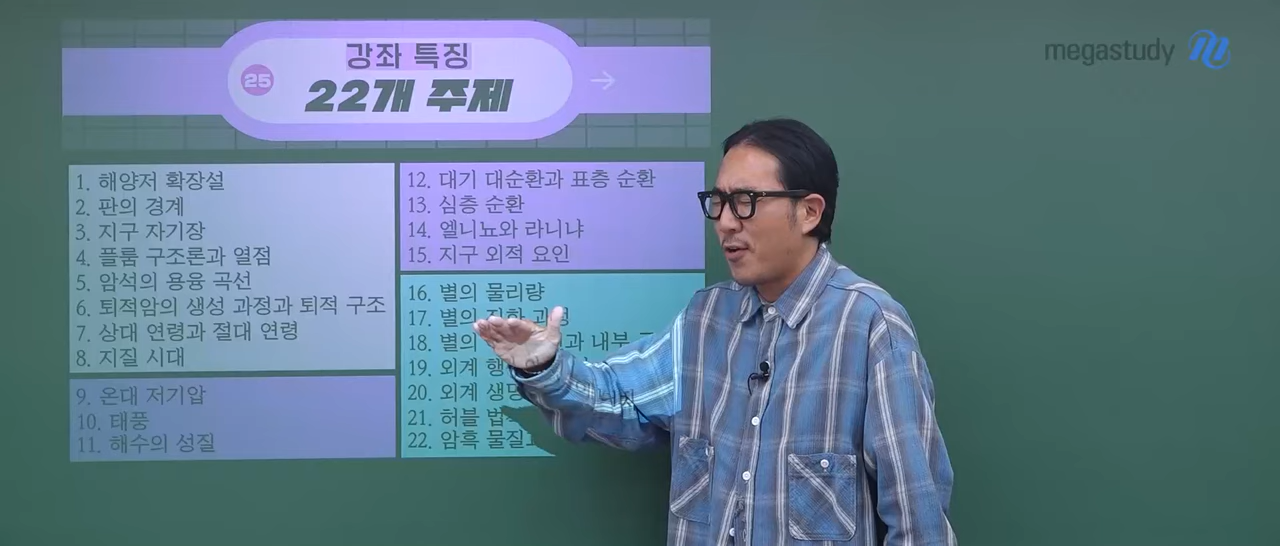 megastudy
강좌 특징
25
22개 주제
1. 해양저 확장설
2. 판의 경계
3. 지구 자기장
4. 플룸 구조론과 열점
5. 암석의 용융 곡선
6. 퇴적암의 생성 과정과 퇴적 구조
7. 상대 연령과 절대 연령
8. 지질 시대
9. 온대 저기압
10. 태풍
11. 해수의 성질
12. 대기 대순환과 표층 순환
13. 심층 순환
14. 엘니뇨와 라니냐
15. 지구 외적 요인
16. 별의 물리량
17. 별의 진화 과정
18. 별의
19. 외계
20. 외계
21. 허블
22. 암흑